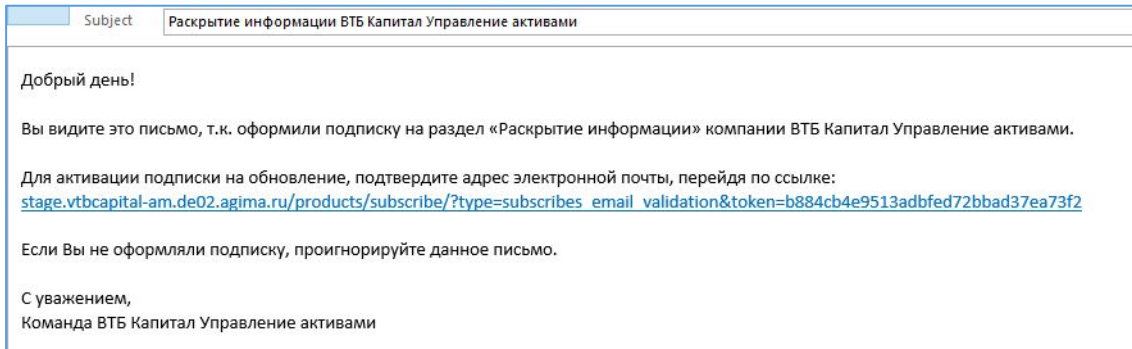 Subject Раскрытие информации ВТБ Капитал Управление активами
Добрый день!
Вы видите это письмо, т.к. оформили подписку на раздел «Раскрытие информации» компании ВТБ Капитал Управление активами.
Для активации подписки на обновление, подтвердите адрес электронной почты, перейдя по ссылке:
stage.vtbcapital-am.de02.agima.ru/products/subscribe/?type=subscribes_email_validation&token=b884cb4e9513adbfed72bbad37ea73f2
Если Вы не оформляли подписку, проигнорируйте данное письмо.
С уважением,
Команда ВТБ Капитал Управление активами